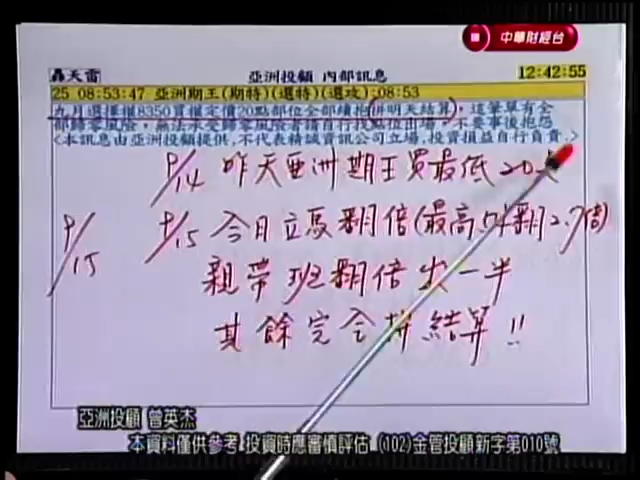 中華財經台
轟天雷 亞洲投顧 內部訊息 12:42:55
25 08:53:47 亞洲期王(期特)(選特)(選攻):08:53
九月選擇權8350買權定價20點部位全部續抱(拼明天結算)，這筆單有全
部歸零風險，無法承受歸零風險者請自行找點位出場，不要事後抱怨
<本訊息由亞洲投顧提供,不代表精誠資訊公司立場,投資損益自行負責.>
9/14 昨天亞洲期王買最低20點
9/15 9/15 今日立馬翻倍(最高54翻2.7倍)
親帶班翻倍出一半
其餘完全拚結算!!
亞洲投顧 曾英杰
本資料僅供參考,投資時應審慎評估 (102)金管投顧新字第010號